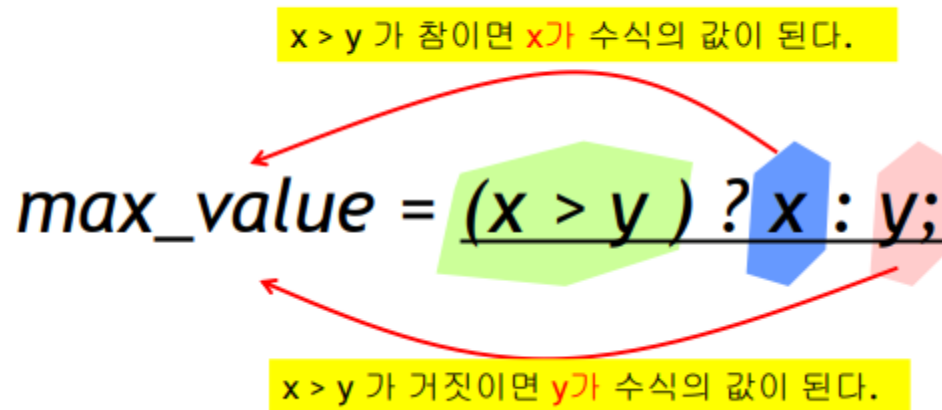 x > y 가 참이면 x가 수식의 값이 된다.
max_value = (x > y ) ? x : y;
x > y 가 거짓이면 y가 수식의 값이 된다.